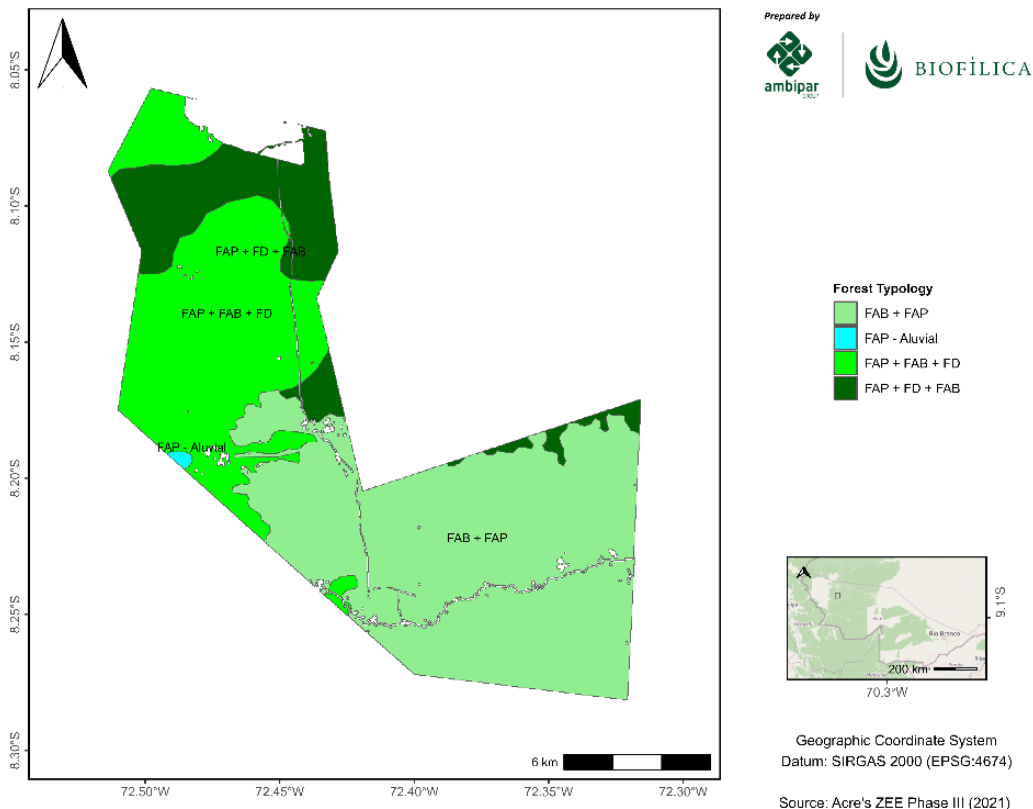 Prepared by
ambipar
GROUP
BIOFÍLICA
8.05°S
8.10°S
8.15°S
8.20°S
8.25°S
8.30°S
FAP + FD + FAB
FAP + FAB + FD
FAP - Aluvial
FAB + FAP
6 km
72.50°W
72.45°W
72.40°W
72.35°W
72.30°W
Forest Typology
FAB + FAP
FAP - Aluvial
FAP + FAB + FD
FAP + FD + FAB
Acre
Rio Branco
200 km
9.1°S
70.3°W
Geographic Coordinate System
Datum: SIRGAS 2000 (EPSG:4674)
Source: Acre's ZEE Phase III (2021)